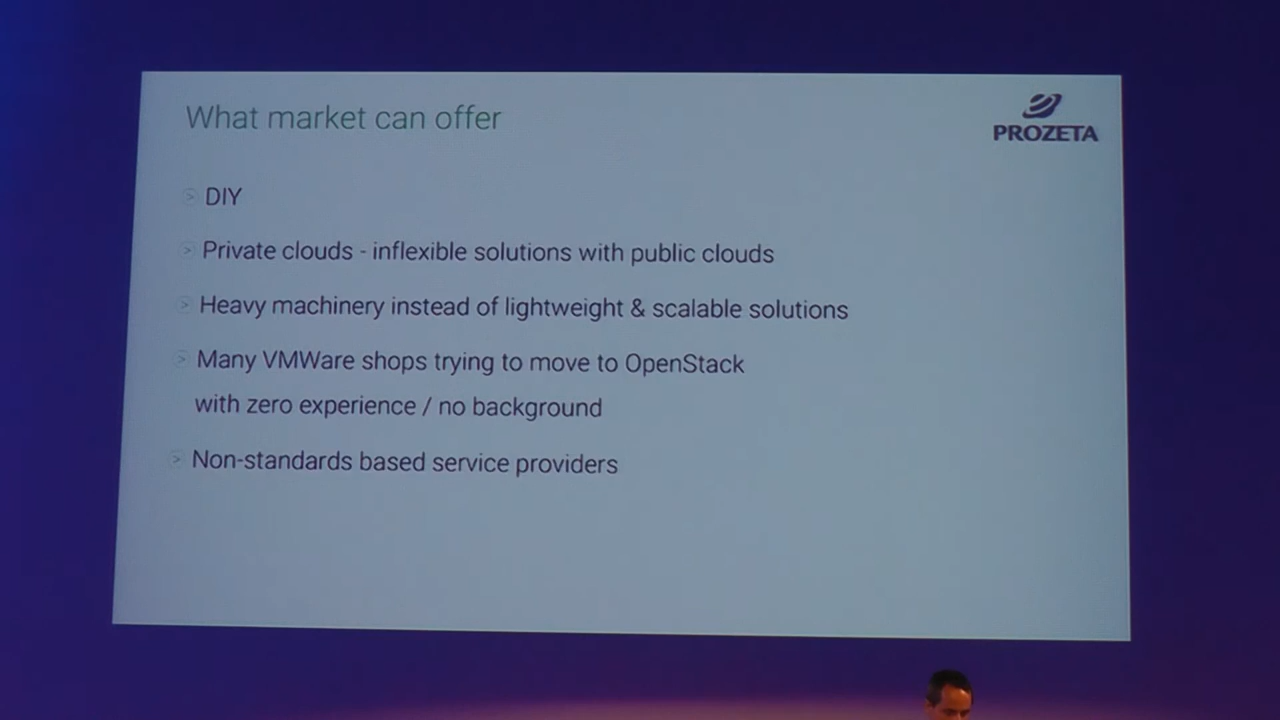 What market can offer
PROZETA
DIY
Private clouds - inflexible solutions with public clouds
Heavy machinery instead of lightweight & scalable solutions
Many VMWare shops trying to move to OpenStack
with zero experience / no background
Non-standards based service providers